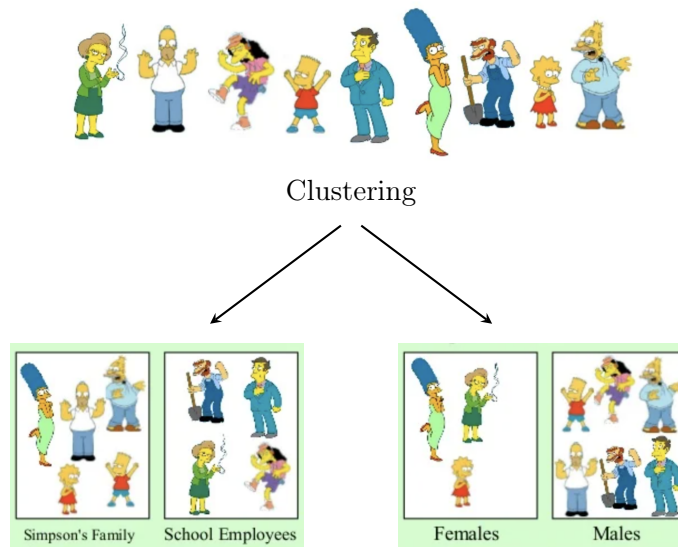 Clustering
Simpson's Family
School Employees
Females
Males